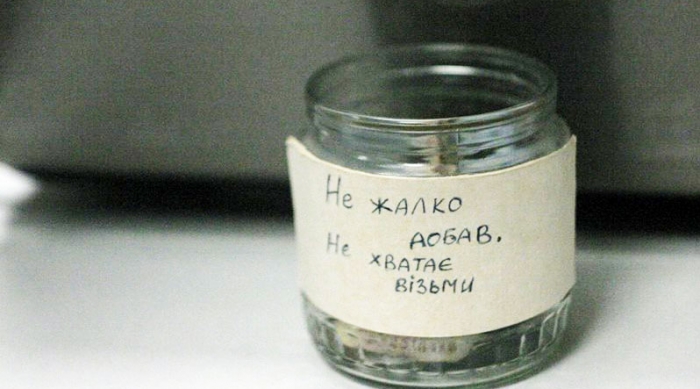 Не жалко
добав.
Не хватає
візьми